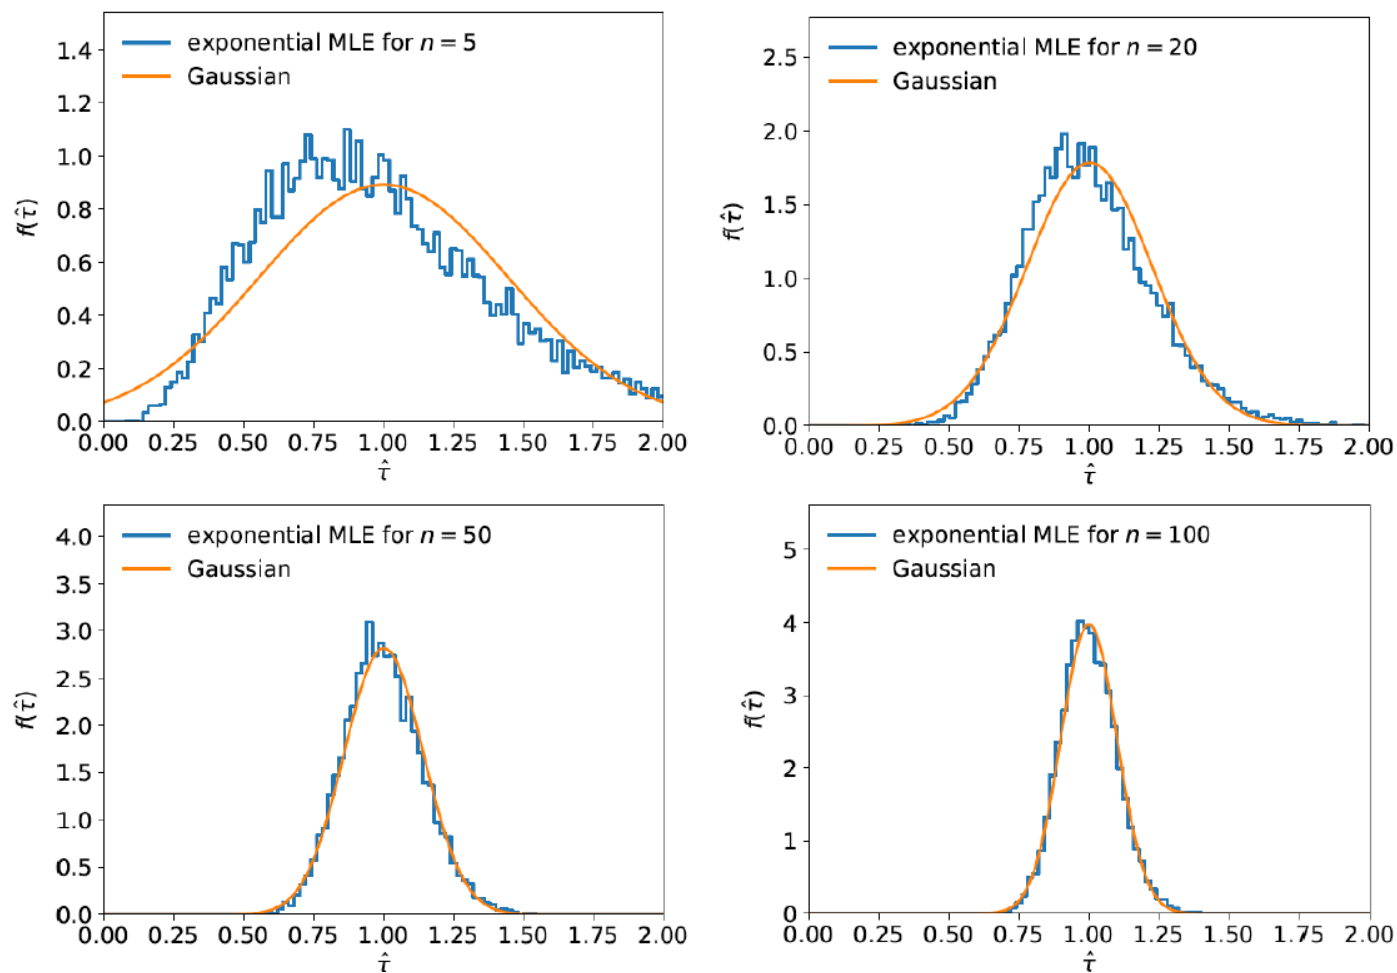 exponential MLE for n = 5
Gaussian
1.4
1.2
1.0
0.8
0.6
0.4
0.2
0.0
f(τ̂)
0.00 0.25 0.50 0.75 1.00 1.25 1.50 1.75 2.00
τ̂
exponential MLE for n = 20
Gaussian
2.5
2.0
1.5
1.0
0.5
0.0
f(τ̂)
0.00 0.25 0.50 0.75 1.00 1.25 1.50 1.75 2.00
τ̂
exponential MLE for n = 50
Gaussian
4.0
3.5
3.0
2.5
2.0
1.5
1.0
0.5
0.0
f(τ̂)
0.00 0.25 0.50 0.75 1.00 1.25 1.50 1.75 2.00
τ̂
exponential MLE for n = 100
Gaussian
5
4
3
2
1
0
f(τ̂)
0.00 0.25 0.50 0.75 1.00 1.25 1.50 1.75 2.00
τ̂